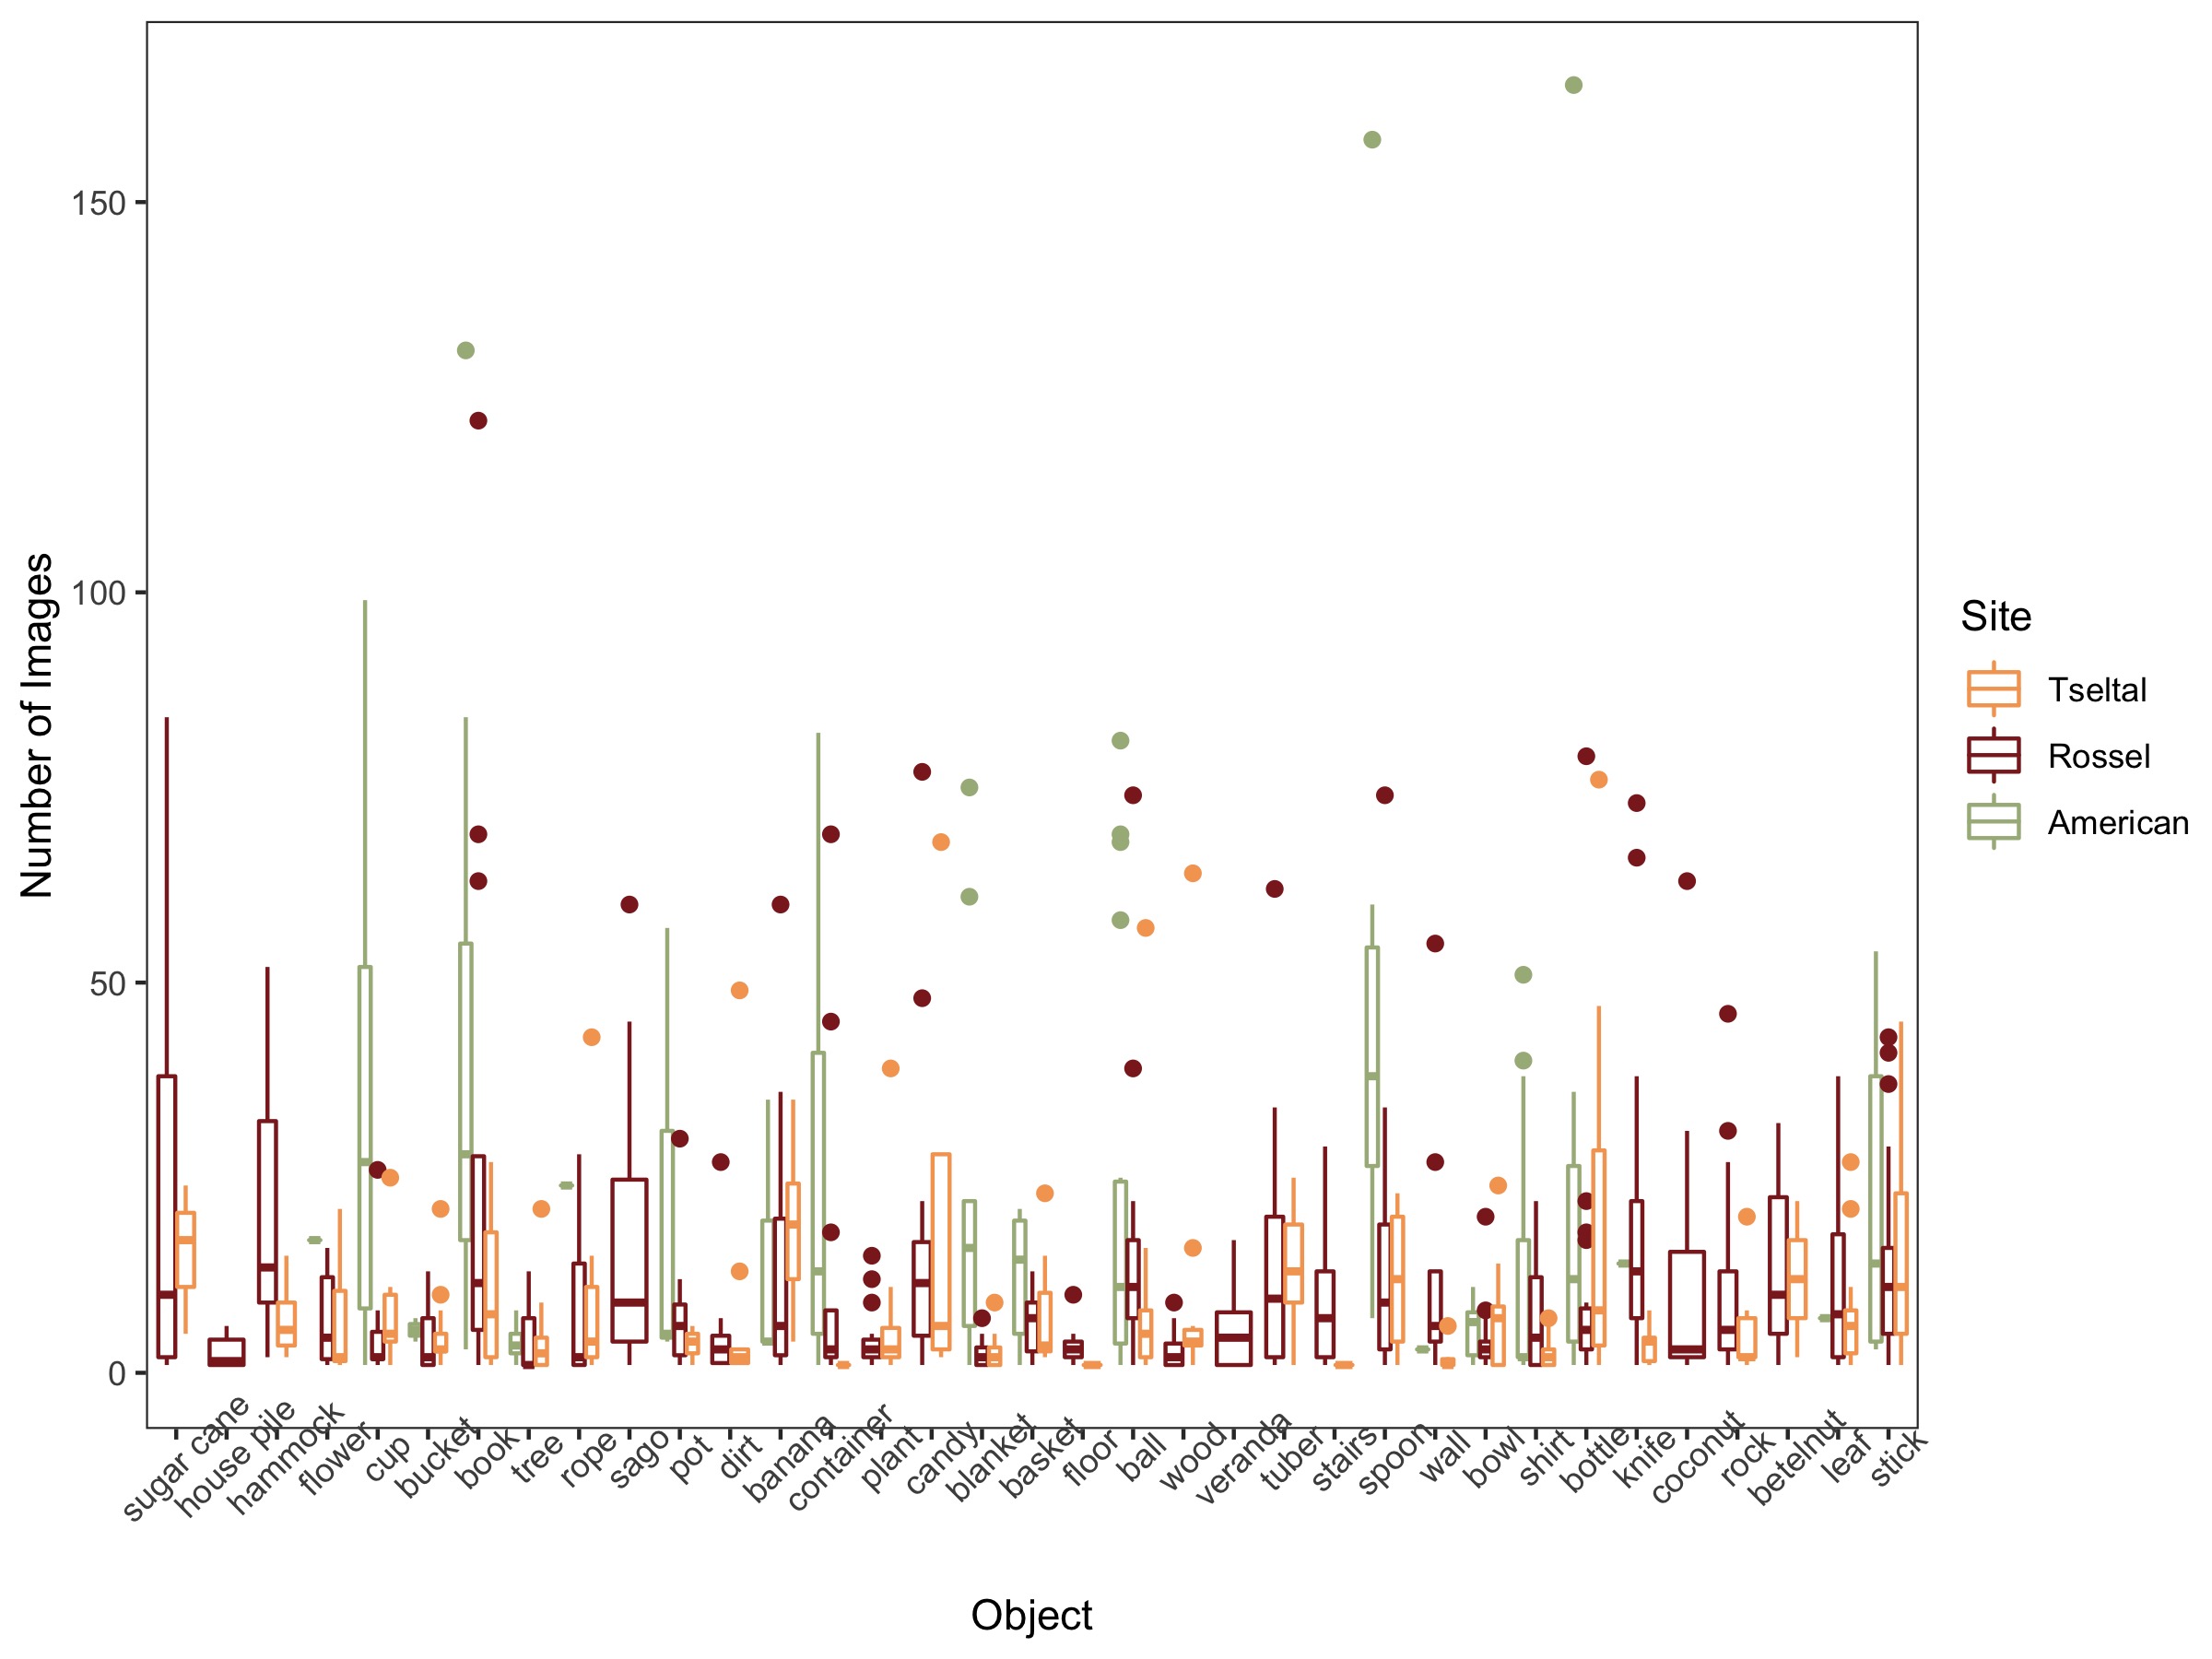 150
100
50
0
Number of Images
sugar cane
house pile
hammock
flower
cup
bucket
book
tree
rope
sago
pot
dirt
banana
container
plant
candy
blanket
basket
floor
ball
wood
veranda
tuber
stairs
spoon
wall
bowl
shirt
bottle
knife
coconut
rock
betelnut
leaf
stick
Object
Site
Tseltal
Rossel
American